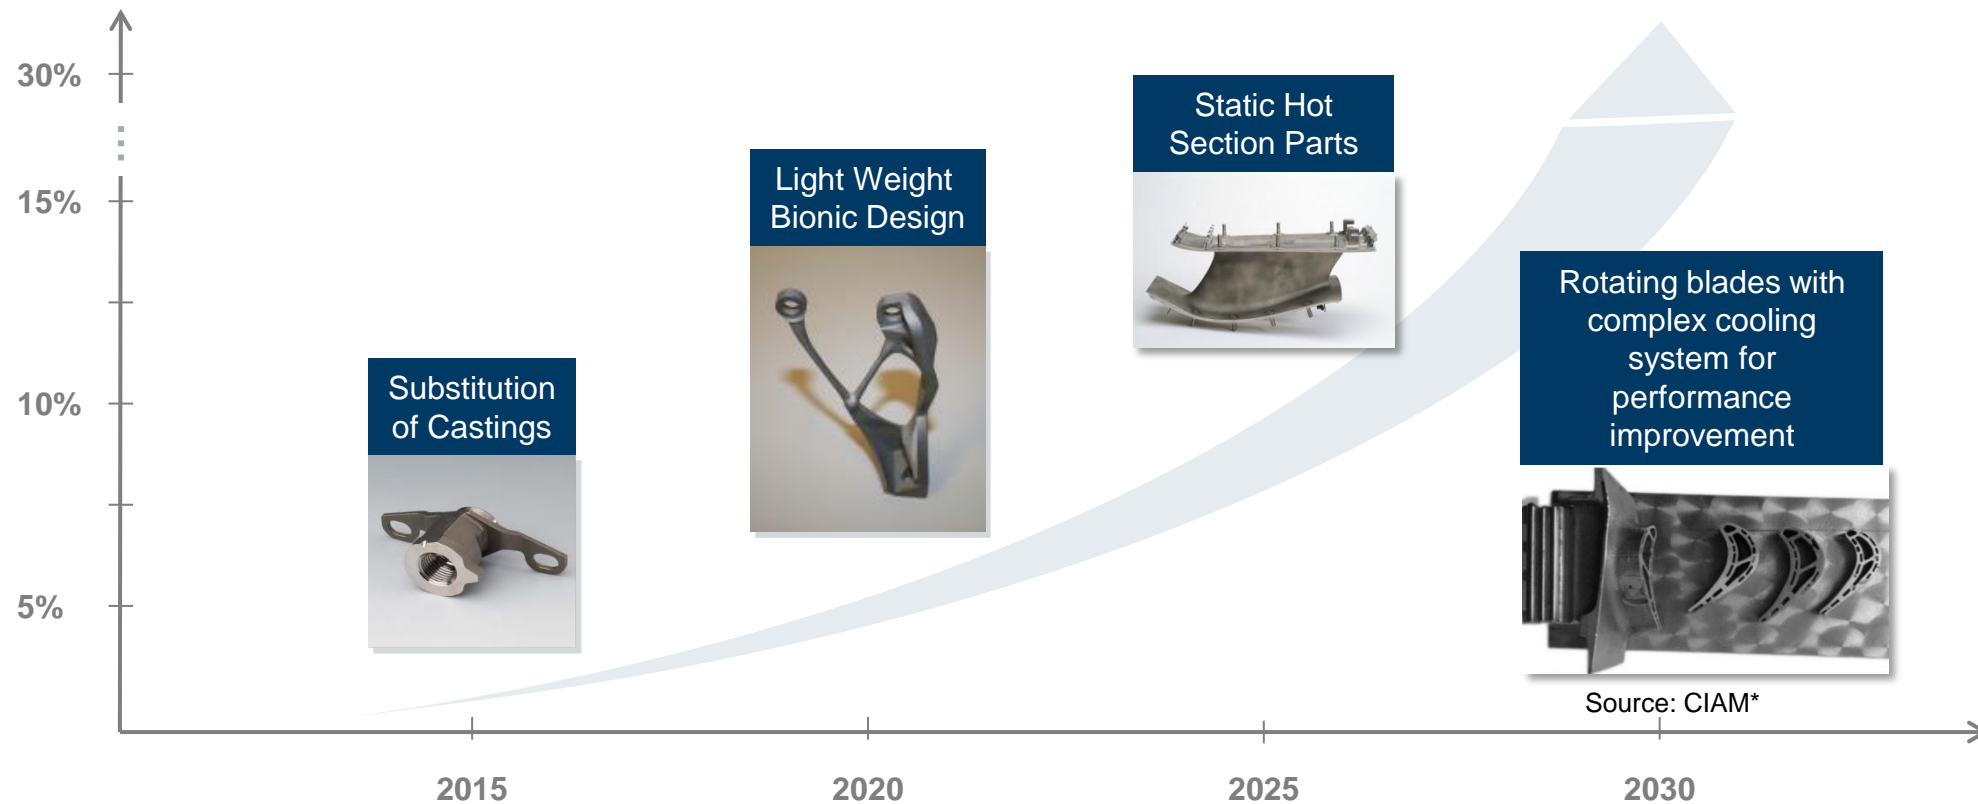 30%
15%
10%
5%
Substitution
of Castings
Light Weight
Bionic Design
Static Hot
Section Parts
Rotating blades with
complex cooling
system for
performance
improvement
Source: CIAM*
2015
2020
2025
2030